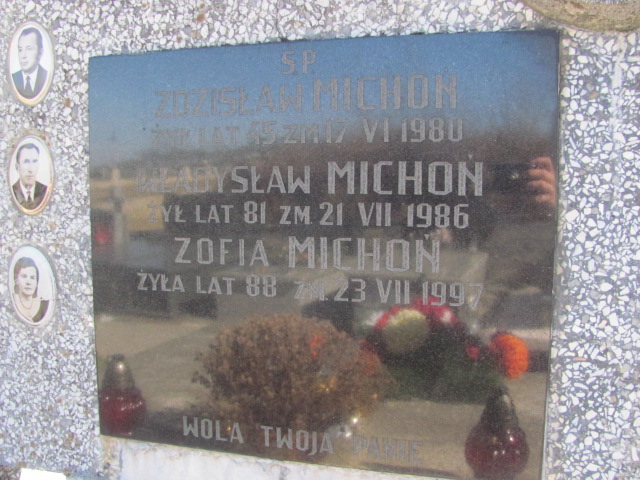 ŚP
ZDZISŁAW MICHOŃ
ŻYŁ LAT 45 ZM 17 VI 1980
WŁADYSŁAW MICHOŃ
ŻYŁ LAT 81 ZM 21 VII 1986
ZOFIA MICHOŃ
ŻYŁA LAT 88 ZM 23 VII 1997
WOLA TWOJA PANIE